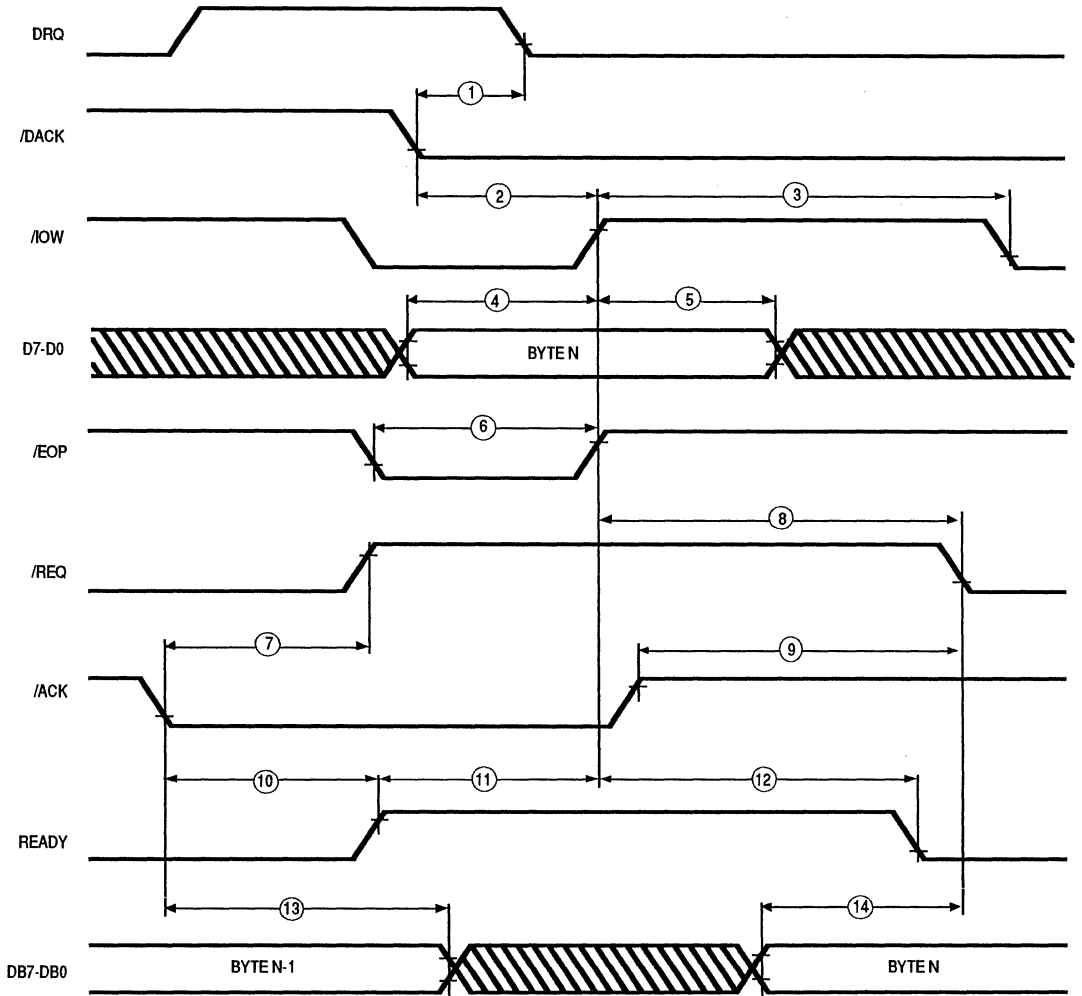 DRQ
1
/DACK
2
3
/IOW
4
5
D7-D0
BYTE N
6
/EOP
8
/REQ
7
9
/ACK
10
11
12
READY
13
14
DB7-DB0
BYTE N-1
BYTE N